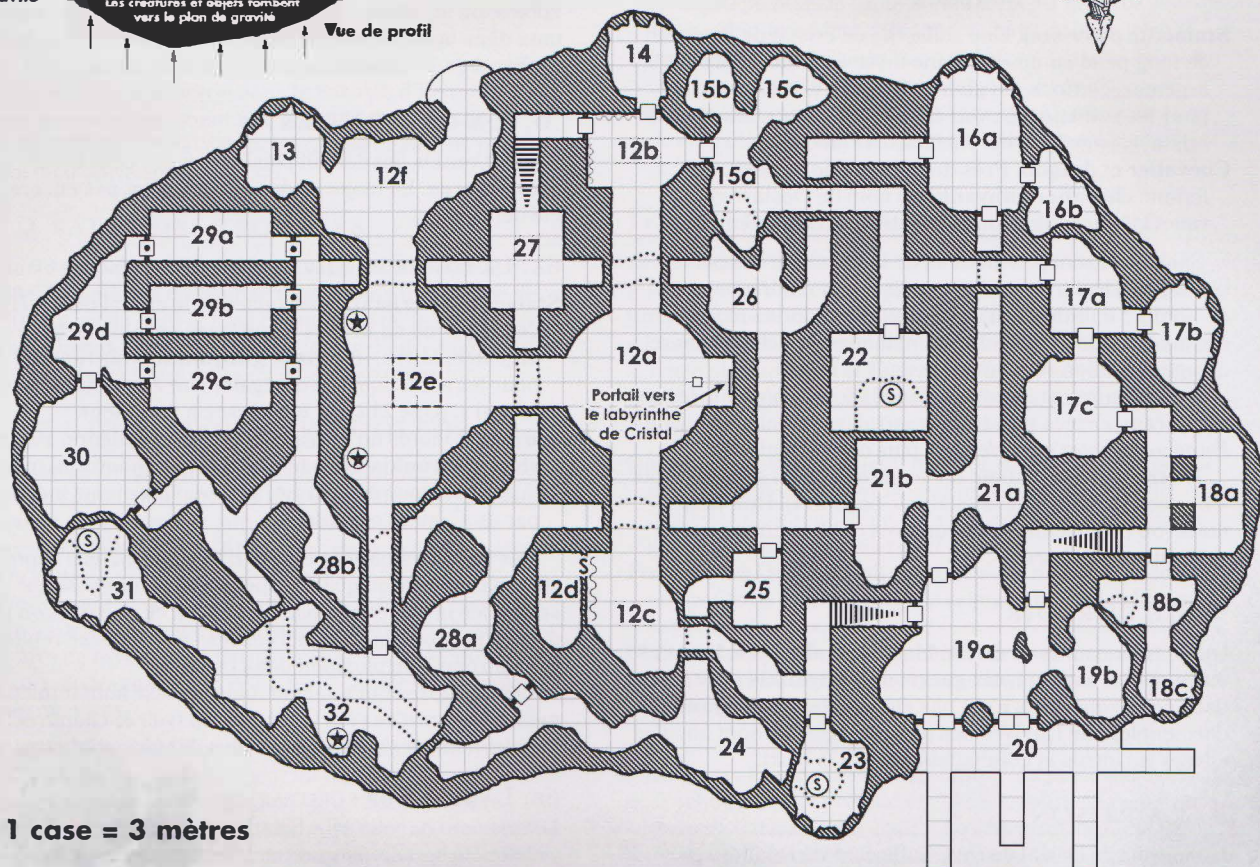 Les créatures et objets tombent
vers le plan de gravité
Vue de profil
14
15b
15c
16a
13
12f
12b
15a
16b
29a
27
26
17a
29b
17b
29d
12a
22
12e
29c
Portail vers
le labyrinthe
de Cristal
S
17c
30
21b
21a
18a
S
28b
S
12d
25
31
12c
18b
28a
19a
19b
18c
32
24
23
20
S
1 case = 3 mètres